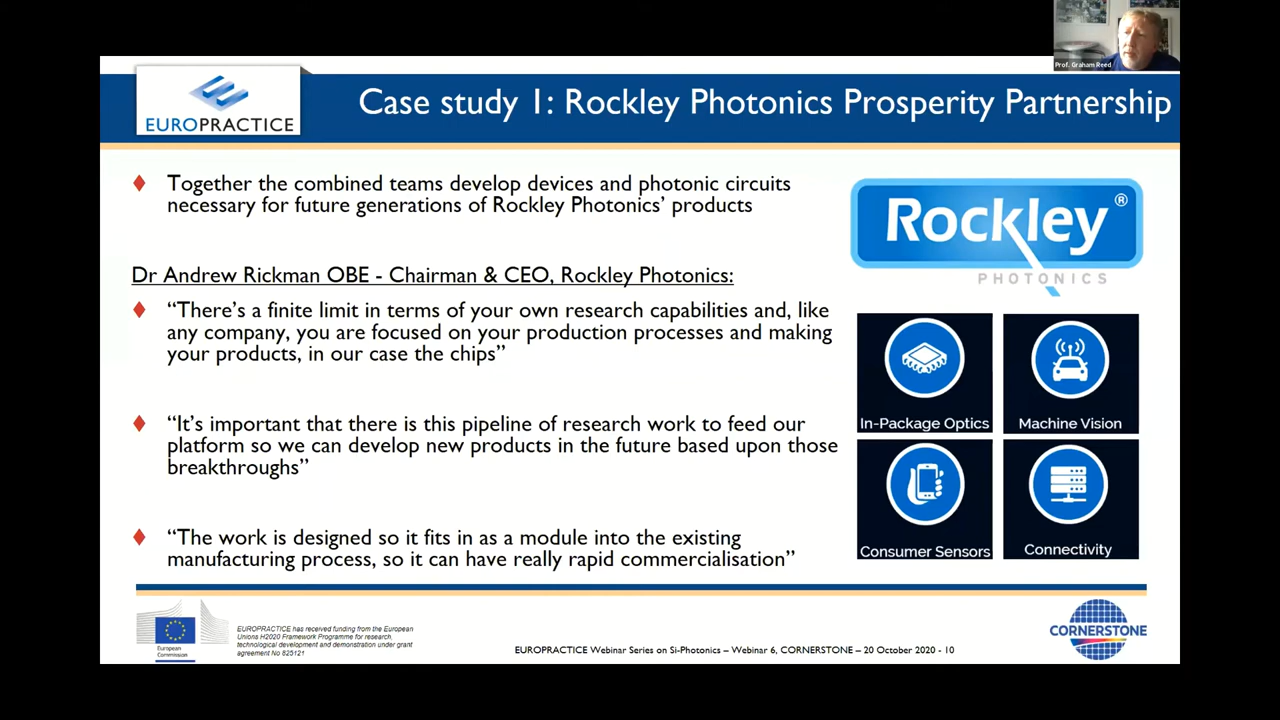 Prof. Graham Reed
EUROPRACTICE
Case study 1: Rockley Photonics Prosperity Partnership
Together the combined teams develop devices and photonic circuits
necessary for future generations of Rockley Photonics’ products
Dr Andrew Rickman OBE - Chairman & CEO, Rockley Photonics:
“There’s a finite limit in terms of your own research capabilities and, like
any company, you are focused on your production processes and making
your products, in our case the chips”
“It’s important that there is this pipeline of research work to feed our
platform so we can develop new products in the future based upon those
breakthroughs”
“The work is designed so it fits in as a module into the existing
manufacturing process, so it can have really rapid commercialisation”
Rockley®
PHOTONICS
In-Package Optics
Machine Vision
Consumer Sensors
Connectivity
European
Commission
EUROPRACTICE has received funding from the European
Unions H2020 Framework Programme for research,
technological development and demonstration under grant
agreement No 825121
EUROPRACTICE Webinar Series on Si-Photonics – Webinar 6, CORNERSTONE – 20 October 2020 - 10
CORNERSTONE